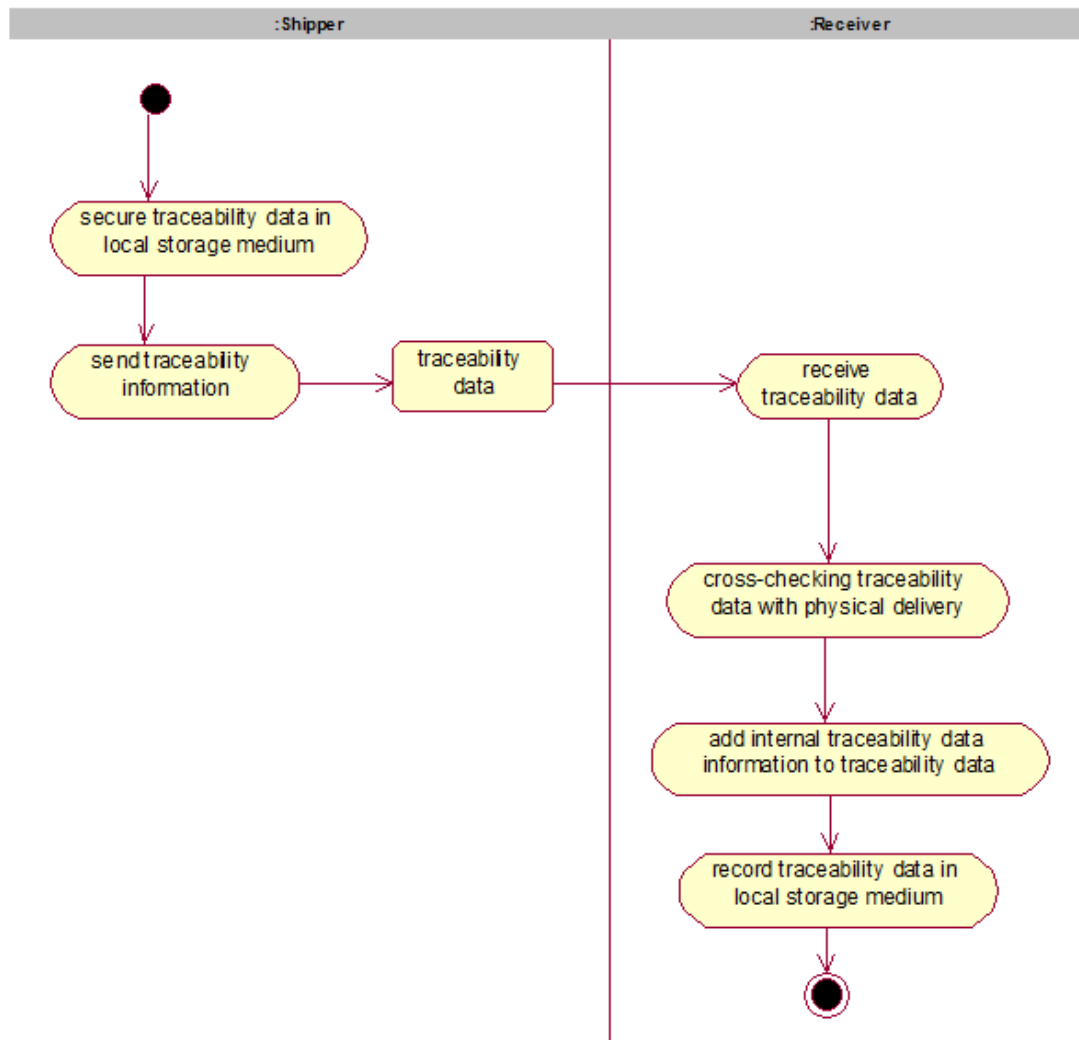 :Shipper
:Receiver
secure traceability data in
local storage medium
send traceability
information
traceability
data
receive
traceability data
cross-checking traceability
data with physical delivery
add internal traceability data
information to traceability data
record traceability data in
local storage medium